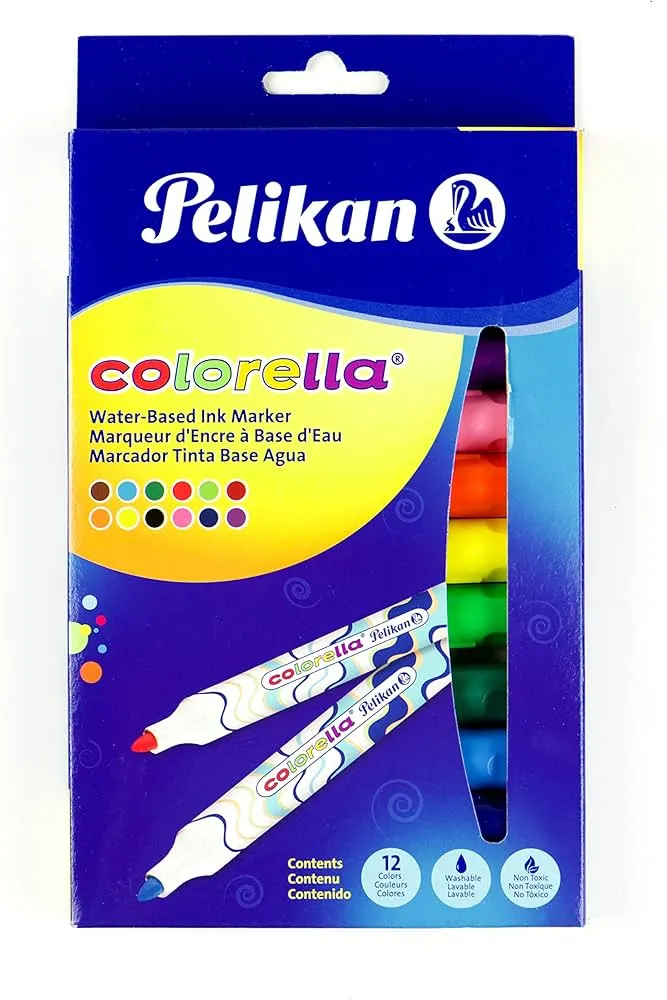 Pelikan
colorella®
Water-Based Ink Marker
Marqueur d'Encre à Base d'Eau
Marcador Tinta Base Agua
colorella® Pelikan
colorella® Pelikan
Contents
Contenu
Contenido
12
Colors
Couleurs
Colores
Washable
Lavable
Lavable
Non Toxic
Non Toxique
No Tóxico